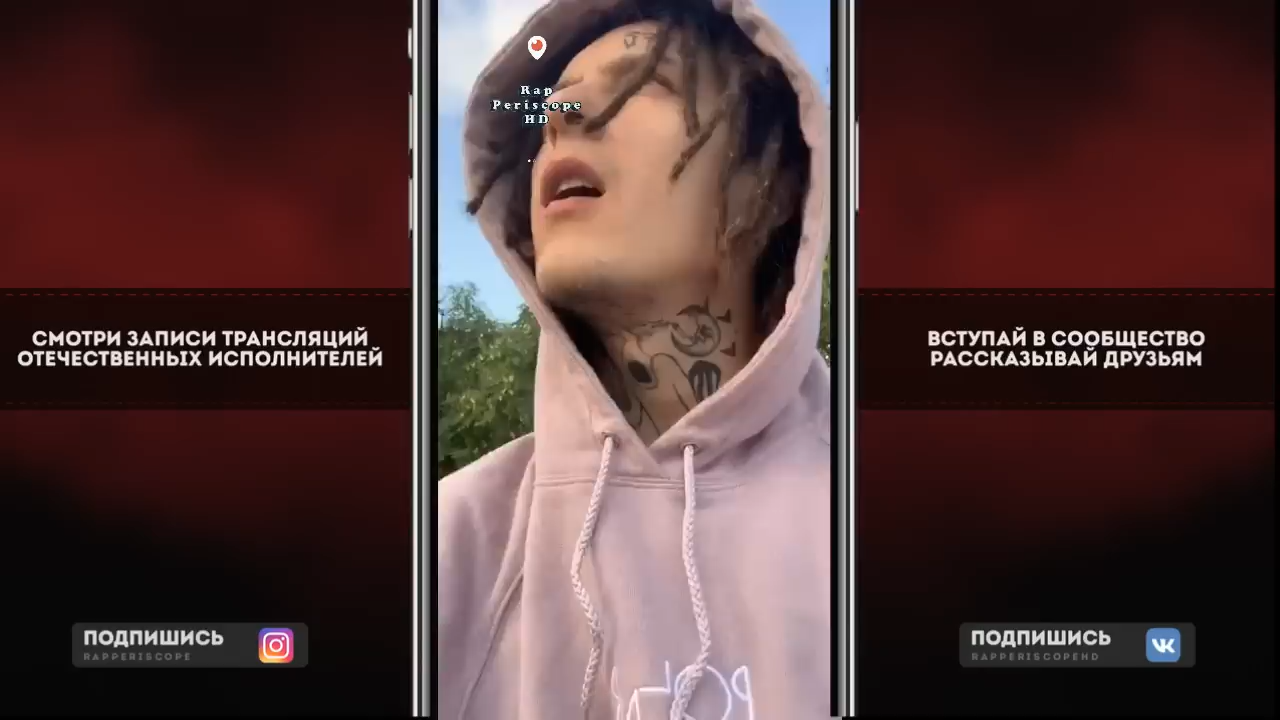 Rap
Periscope
HD
СМОТРИ ЗАПИСИ ТРАНСЛЯЦИЙ
ОТЕЧЕСТВЕННЫХ ИСПОЛНИТЕЛЕЙ
ВСТУПАЙ В СООБЩЕСТВО
РАССКАЗЫВАЙ ДРУЗЬЯМ
ПОДПИШИСЬ
RAPPERISCOPE
ПОДПИШИСЬ
RAPPERISCOPEHD